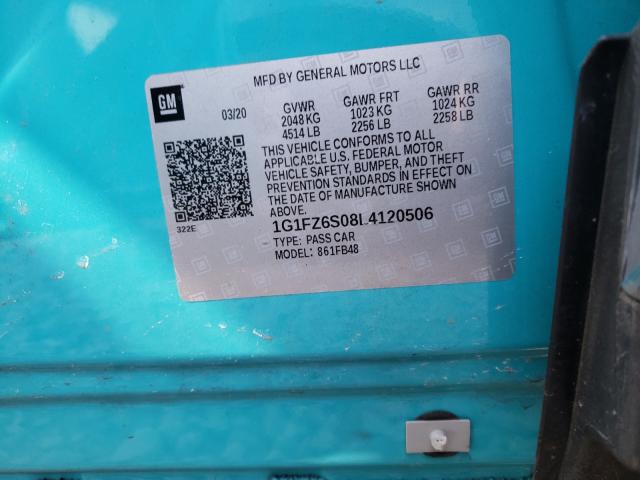 MFD BY GENERAL MOTORS LLC
GM
03/20
GVWR
2048 KG
4514 LB
GAWR FRT
1023 KG
2256 LB
GAWR RR
1024 KG
2258 LB
THIS VEHICLE CONFORMS TO ALL
APPLICABLE U.S. FEDERAL MOTOR
VEHICLE SAFETY, BUMPER, AND THEFT
PREVENTION STANDARDS IN EFFECT ON
THE DATE OF MANUFACTURE SHOWN
ABOVE.
322E
1G1FZ6S08L4120506
TYPE: PASS CAR
MODEL: 861FB48